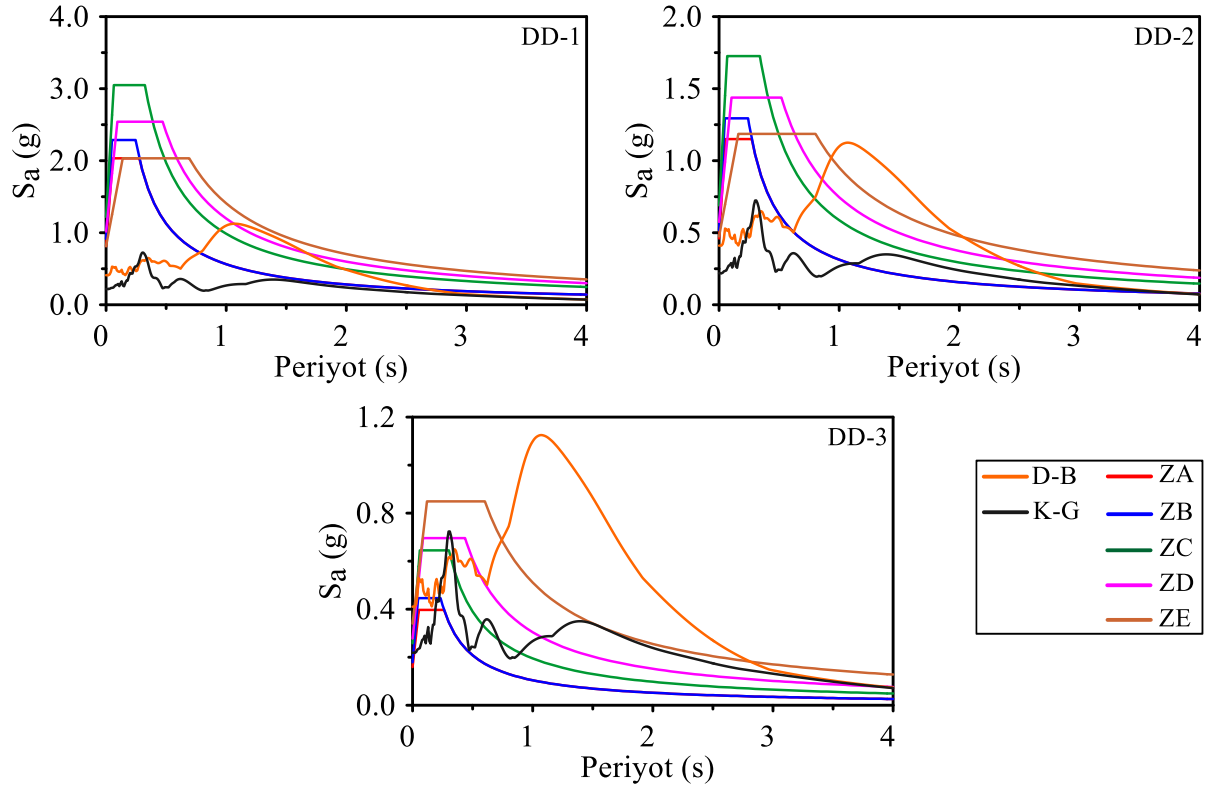 DD-1
Sa (g)
4.0
3.0
2.0
1.0
0.0
0 1 2 3 4
Periyot (s)
DD-2
Sa (g)
2.0
1.5
1.0
0.5
0.0
0 1 2 3 4
Periyot (s)
DD-3
Sa (g)
1.2
0.8
0.4
0.0
0 1 2 3 4
Periyot (s)
D-B ZA
K-G ZB
ZC
ZD
ZE